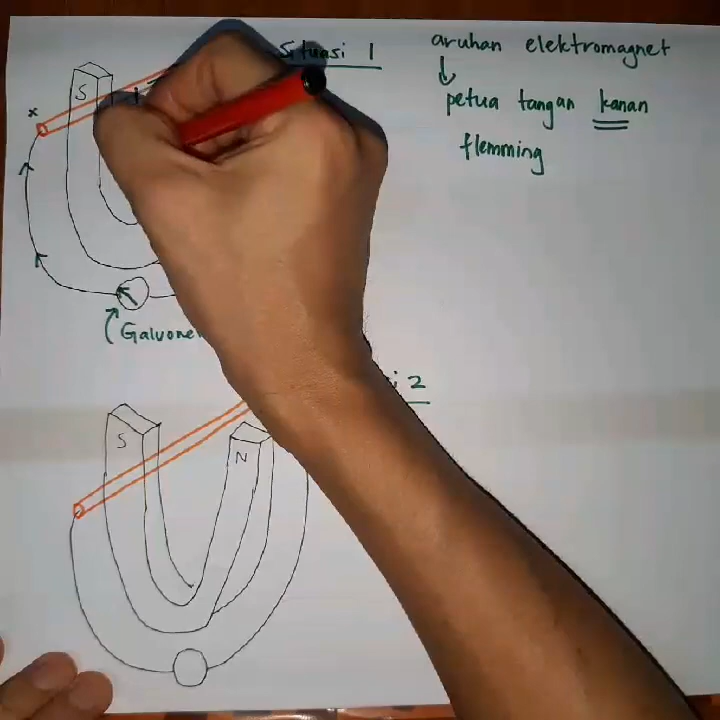 Situasi 1
aruhan elektromagnet
petua tangan kanan
flemming
S
x
Galvone
i 2
S
N